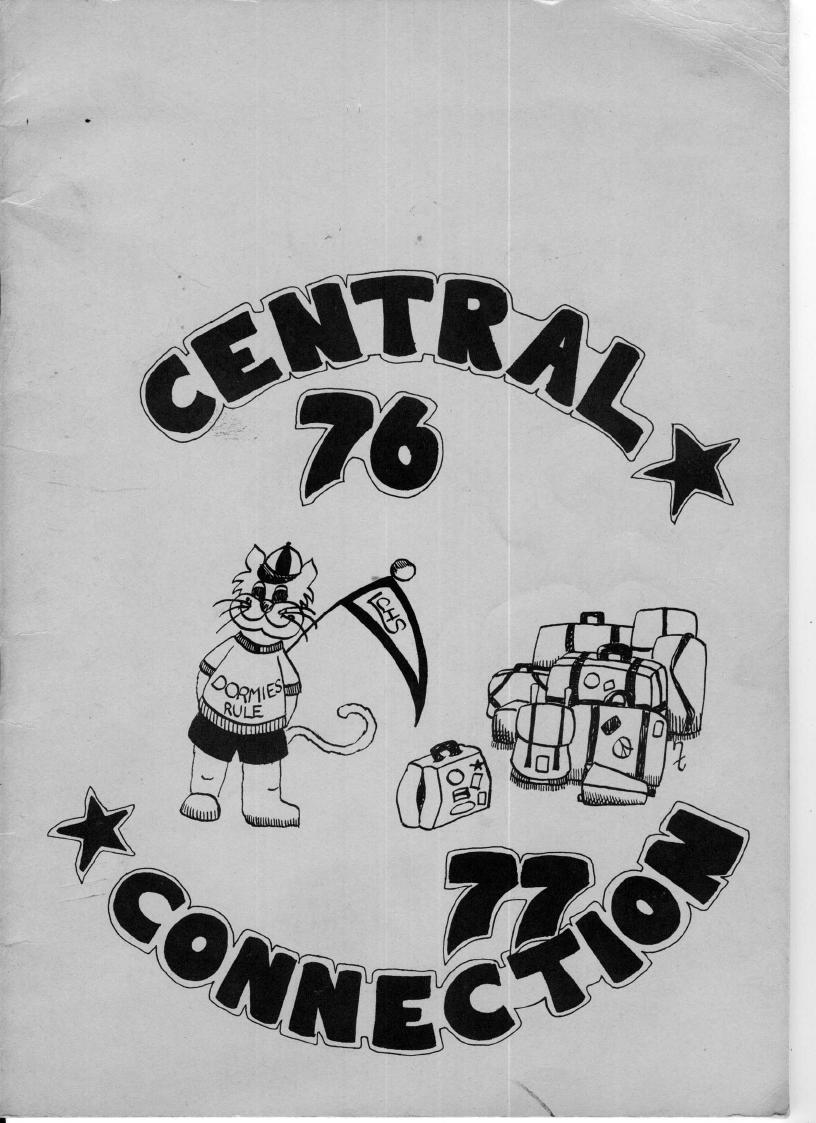 CENTRAL
76
LCHS
DORMIES
RULE
77
CONNECTION